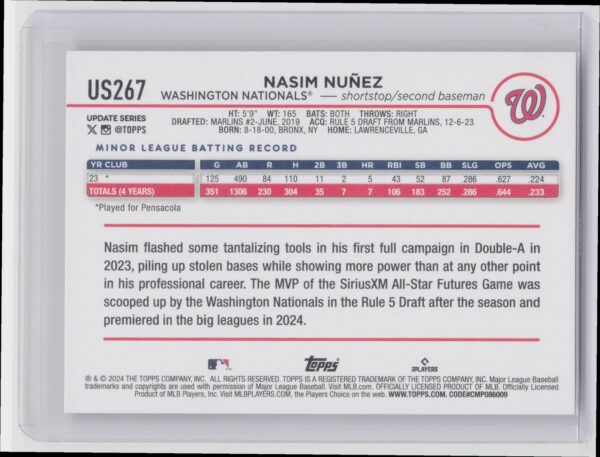 US267
NASIM NUÑEZ
WASHINGTON NATIONALS® — shortstop/second baseman
W
UPDATE SERIES
@TOPPS
HT: 5'9" WT: 165 BATS: BOTH THROWS: RIGHT
DRAFTED: MARLINS #2-JUNE, 2019 ACQ: RULE 5 DRAFT FROM MARLINS, 12-6-23
BORN: 8-18-00, BRONX, NY HOME: LAWRENCEVILLE, GA
MINOR LEAGUE BATTING RECORD
YR CLUB G AB R H 2B 3B HR RBI SB BB SLG OPS AVG
23 * 125 490 84 110 11 2 5 43 52 87 .286 .627 .224
TOTALS (4 YEARS) 351 1306 230 304 35 7 7 106 183 252 .286 .644 .233
*Played for Pensacola
Nasim flashed some tantalizing tools in his first full campaign in Double-A in
2023, piling up stolen bases while showing more power than at any other point
in his professional career. The MVP of the SiriusXM All-Star Futures Game was
scooped up by the Washington Nationals in the Rule 5 Draft after the season and
premiered in the big leagues in 2024.
Topps
PLAYERS
® & © 2024 THE TOPPS COMPANY, INC. ALL RIGHTS RESERVED. TOPPS IS A REGISTERED TRADEMARK OF THE TOPPS COMPANY, INC. Major League Baseball
trademarks and copyrights are used with permission of Major League Baseball. Visit MLB.com. OFFICIALLY LICENSED PRODUCT OF MLB. Officially Licensed
Product of MLB Players, Inc. Visit MLBPLAYERS.COM, the Players Choice on the web. WWW.TOPPS.COM. CODE#CMP086009